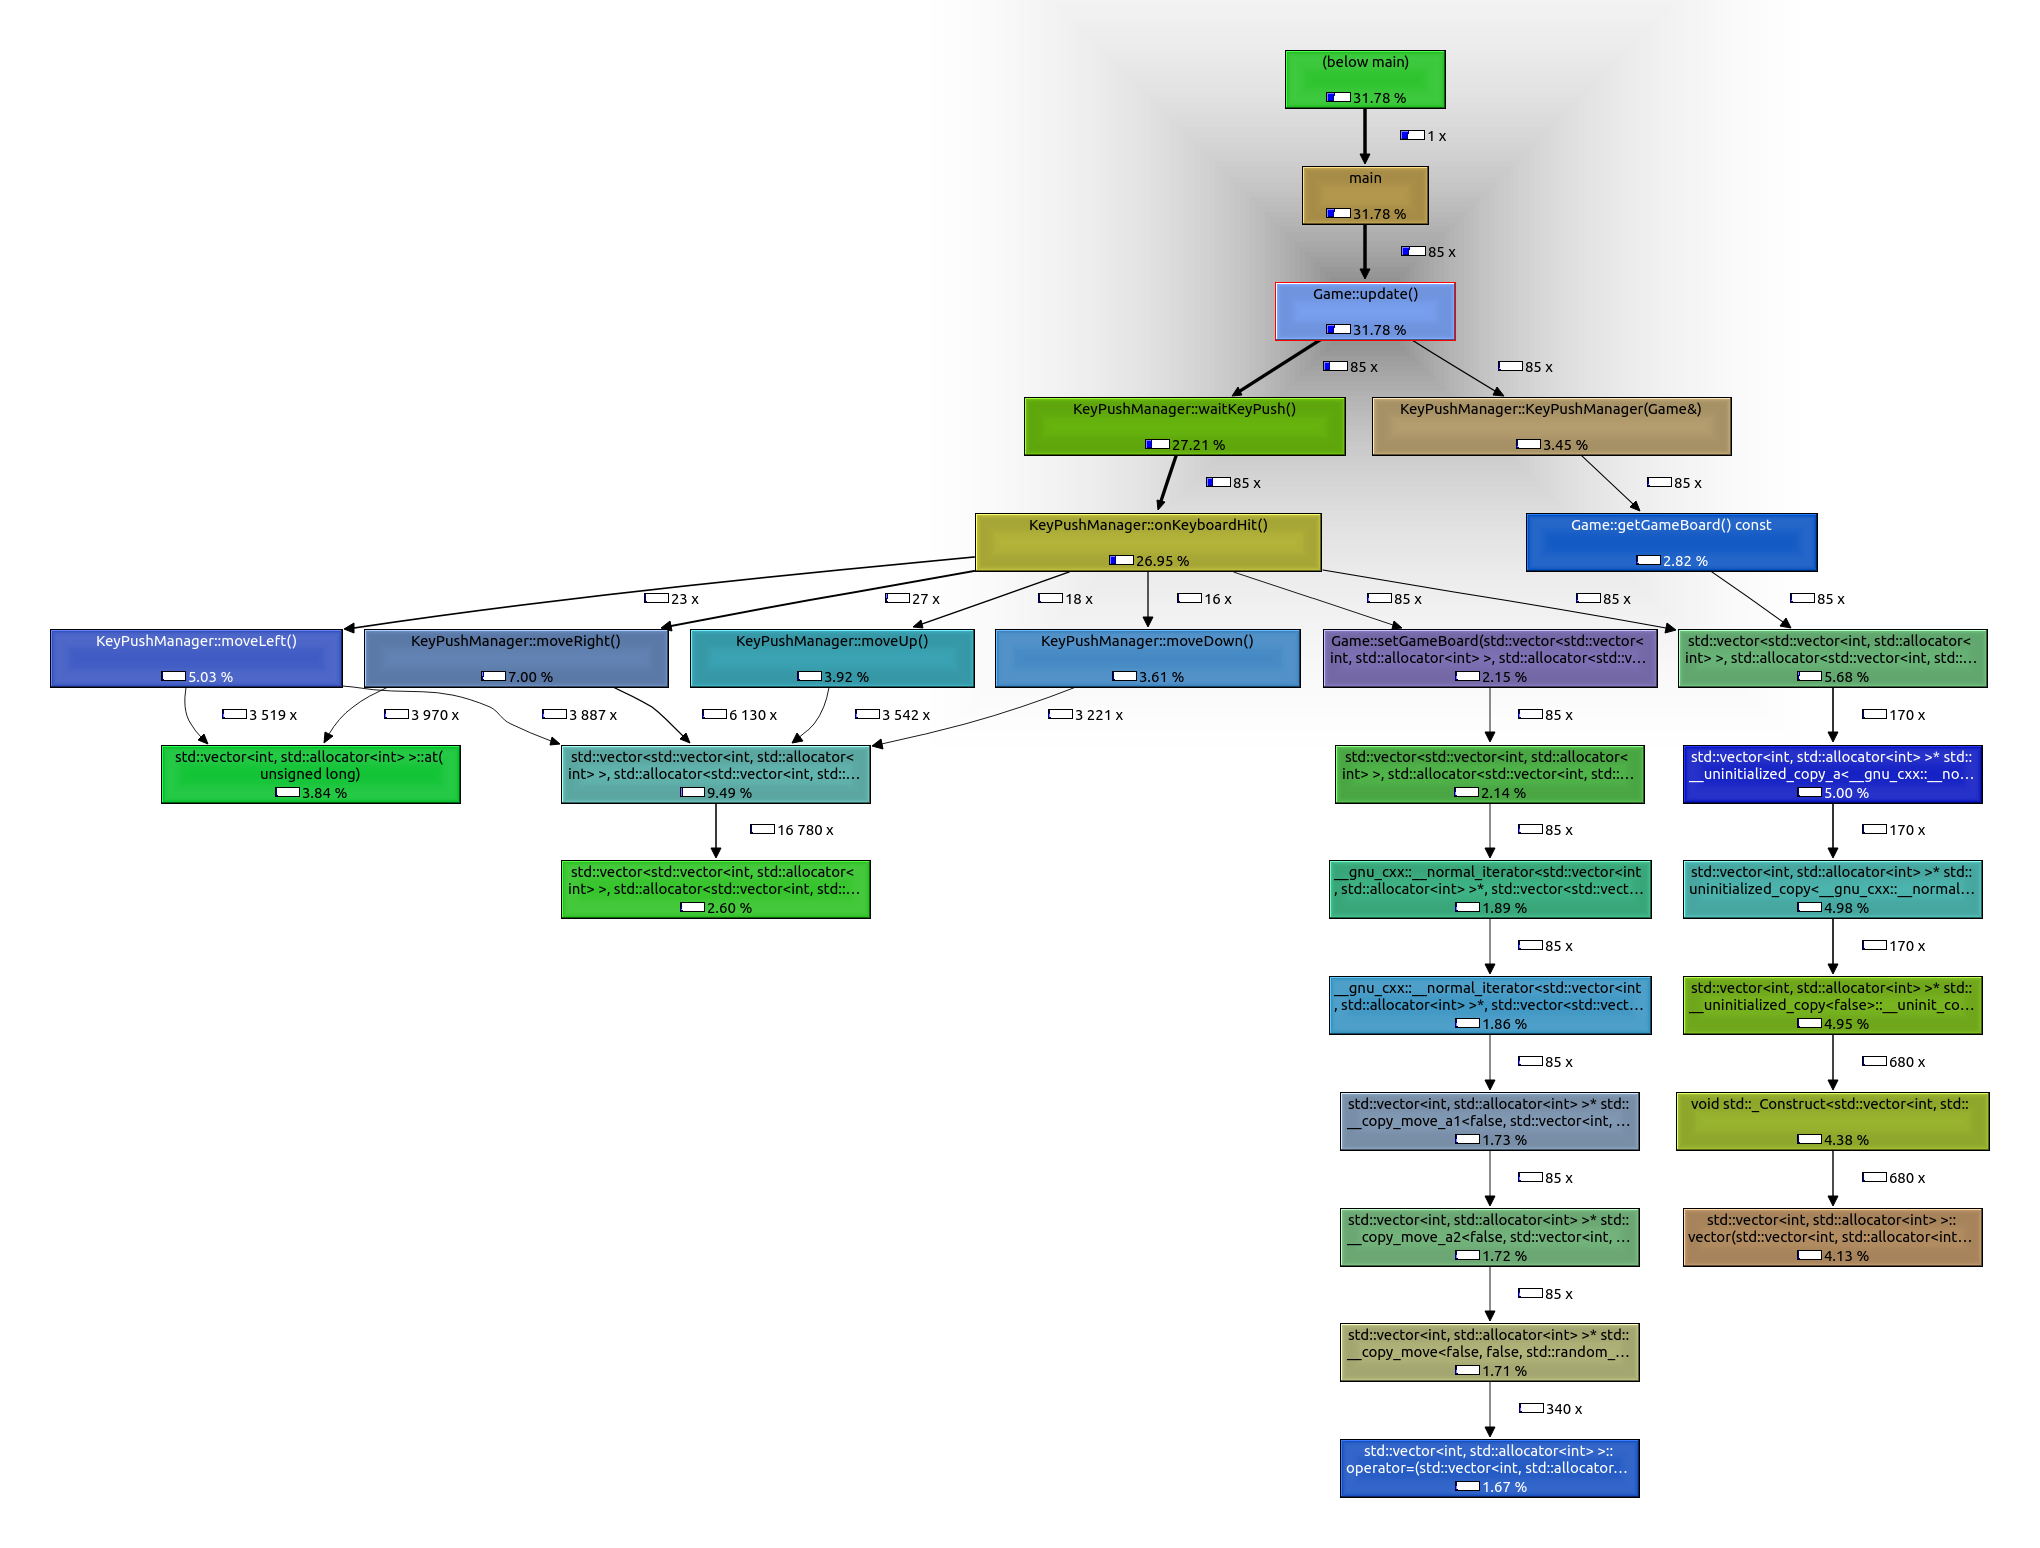 (below main)
31.78 %
1 x
main
31.78 %
85 x
Game::update()
31.78 %
85 x
85 x
KeyPushManager::waitKeyPush()
27.21 %
KeyPushManager::KeyPushManager(Game&)
3.45 %
85 x
85 x
KeyPushManager::onKeyboardHit()
26.95 %
Game::getGameBoard() const
2.82 %
23 x
27 x
18 x
16 x
85 x
85 x
85 x
KeyPushManager::moveLeft()
5.03 %
KeyPushManager::moveRight()
7.00 %
KeyPushManager::moveUp()
3.92 %
KeyPushManager::moveDown()
3.61 %
Game::setGameBoard(std::vector<std::vector<
int, std::allocator<int> >, std::allocator<std::v...
2.15 %
std::vector<std::vector<int, std::allocator<
int> >, std::allocator<std::vector<int, std::...
5.68 %
3 519 x
3 970 x
3 887 x
6 130 x
3 542 x
3 221 x
85 x
170 x
std::vector<int, std::allocator<int> >::at(
unsigned long)
3.84 %
std::vector<std::vector<int, std::allocator<
int> >, std::allocator<std::vector<int, std::...
9.49 %
std::vector<std::vector<int, std::allocator<
int> >, std::allocator<std::vector<int, std::...
2.14 %
std::vector<int, std::allocator<int> >* std::
__uninitialized_copy_a<__gnu_cxx::__no...
5.00 %
16 780 x
85 x
170 x
std::vector<std::vector<int, std::allocator<
int> >, std::allocator<std::vector<int, std::...
2.60 %
__gnu_cxx::__normal_iterator<std::vector<int
, std::allocator<int> >*, std::vector<std::vect...
1.89 %
std::vector<int, std::allocator<int> >* std::
uninitialized_copy<__gnu_cxx::__normal...
4.98 %
85 x
170 x
__gnu_cxx::__normal_iterator<std::vector<int
, std::allocator<int> >*, std::vector<std::vect...
1.86 %
std::vector<int, std::allocator<int> >* std::
__uninitialized_copy<false>::__uninit_co...
4.95 %
85 x
680 x
std::vector<int, std::allocator<int> >* std::
__copy_move_a1<false, std::vector<int, ...
1.73 %
void std::_Construct<std::vector<int, std::
4.38 %
85 x
680 x
std::vector<int, std::allocator<int> >* std::
__copy_move_a2<false, std::vector<int, ...
1.72 %
std::vector<int, std::allocator<int> >::
vector(std::vector<int, std::allocator<int...
4.13 %
85 x
std::vector<int, std::allocator<int> >* std::
__copy_move<false, false, std::random_...
1.71 %
340 x
std::vector<int, std::allocator<int> >::
operator=(std::vector<int, std::allocator...
1.67 %